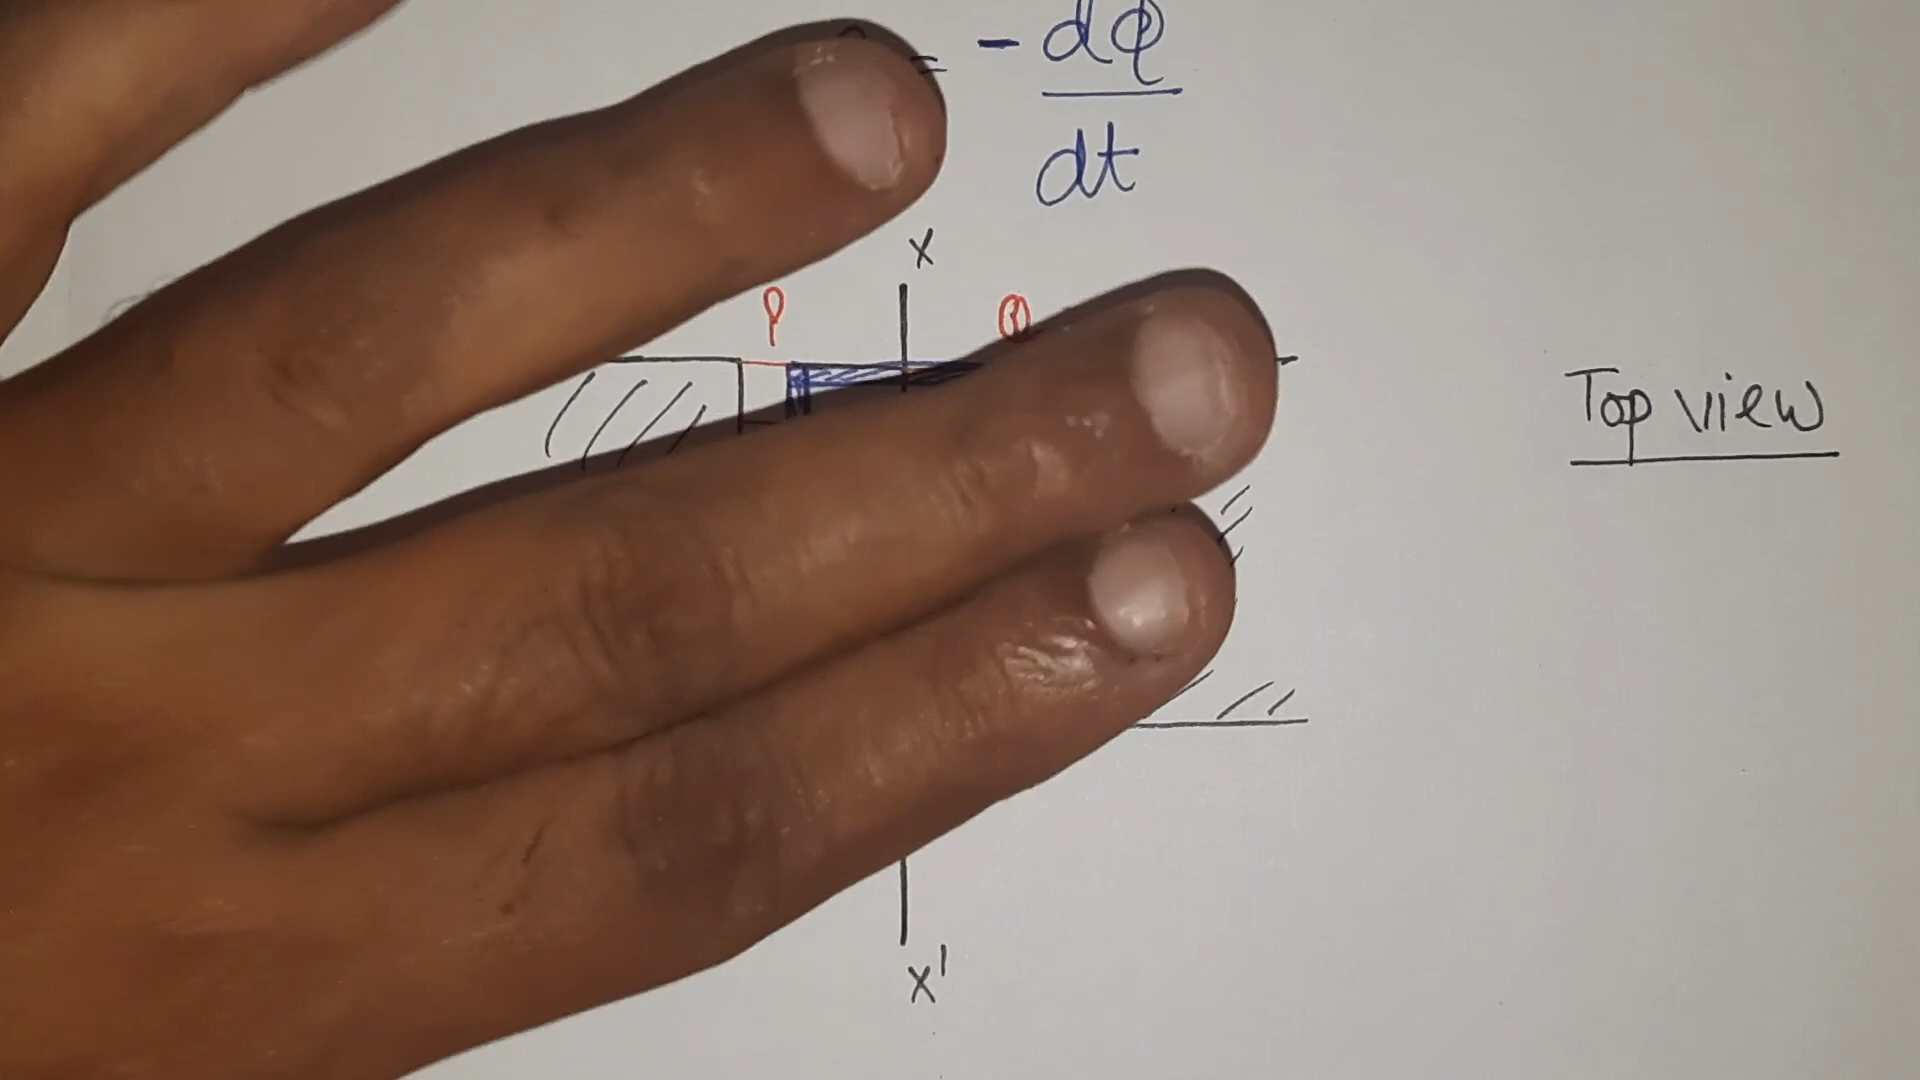 = - dφ
dt
X
P Q
Top view
X'